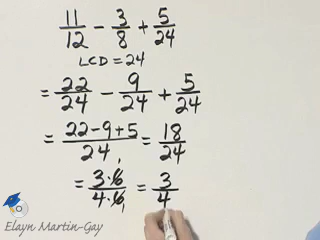 11/12 - 3/8 + 5/24
LCD = 24
= 22/24 - 9/24 + 5/24
= (22 - 9 + 5)/24 = 18/24
= (3·6)/(4·6) = 3/4
Elayn Martin-Gay